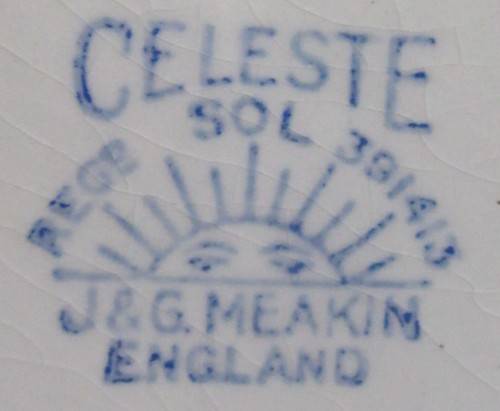 CELESTE
SOL
REGD 391413
J&G. MEAKIN
ENGLAND